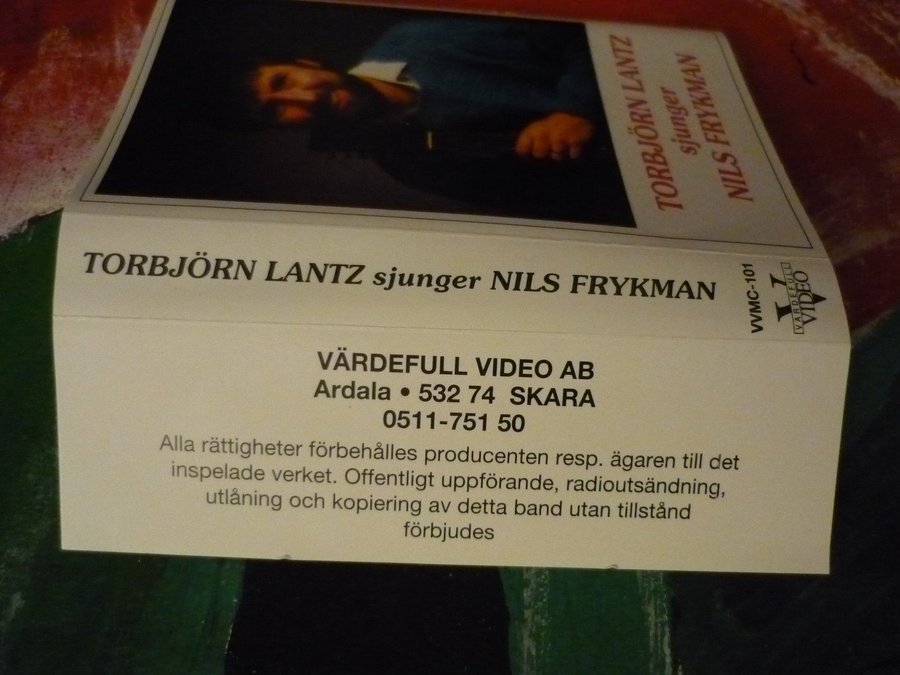 TORBJÖRN LANTZ
sjunger
NILS FRYKMAN
TORBJÖRN LANTZ sjunger NILS FRYKMAN
VVMC-101
VÄRDEFULL
VIDEO
VÄRDEFULL VIDEO AB
Ardala • 532 74 SKARA
0511-751 50
Alla rättigheter förbehålles producenten resp. ägaren till det
inspelade verket. Offentligt uppförande, radioutsändning,
utlåning och kopiering av detta band utan tillstånd
förbjudes